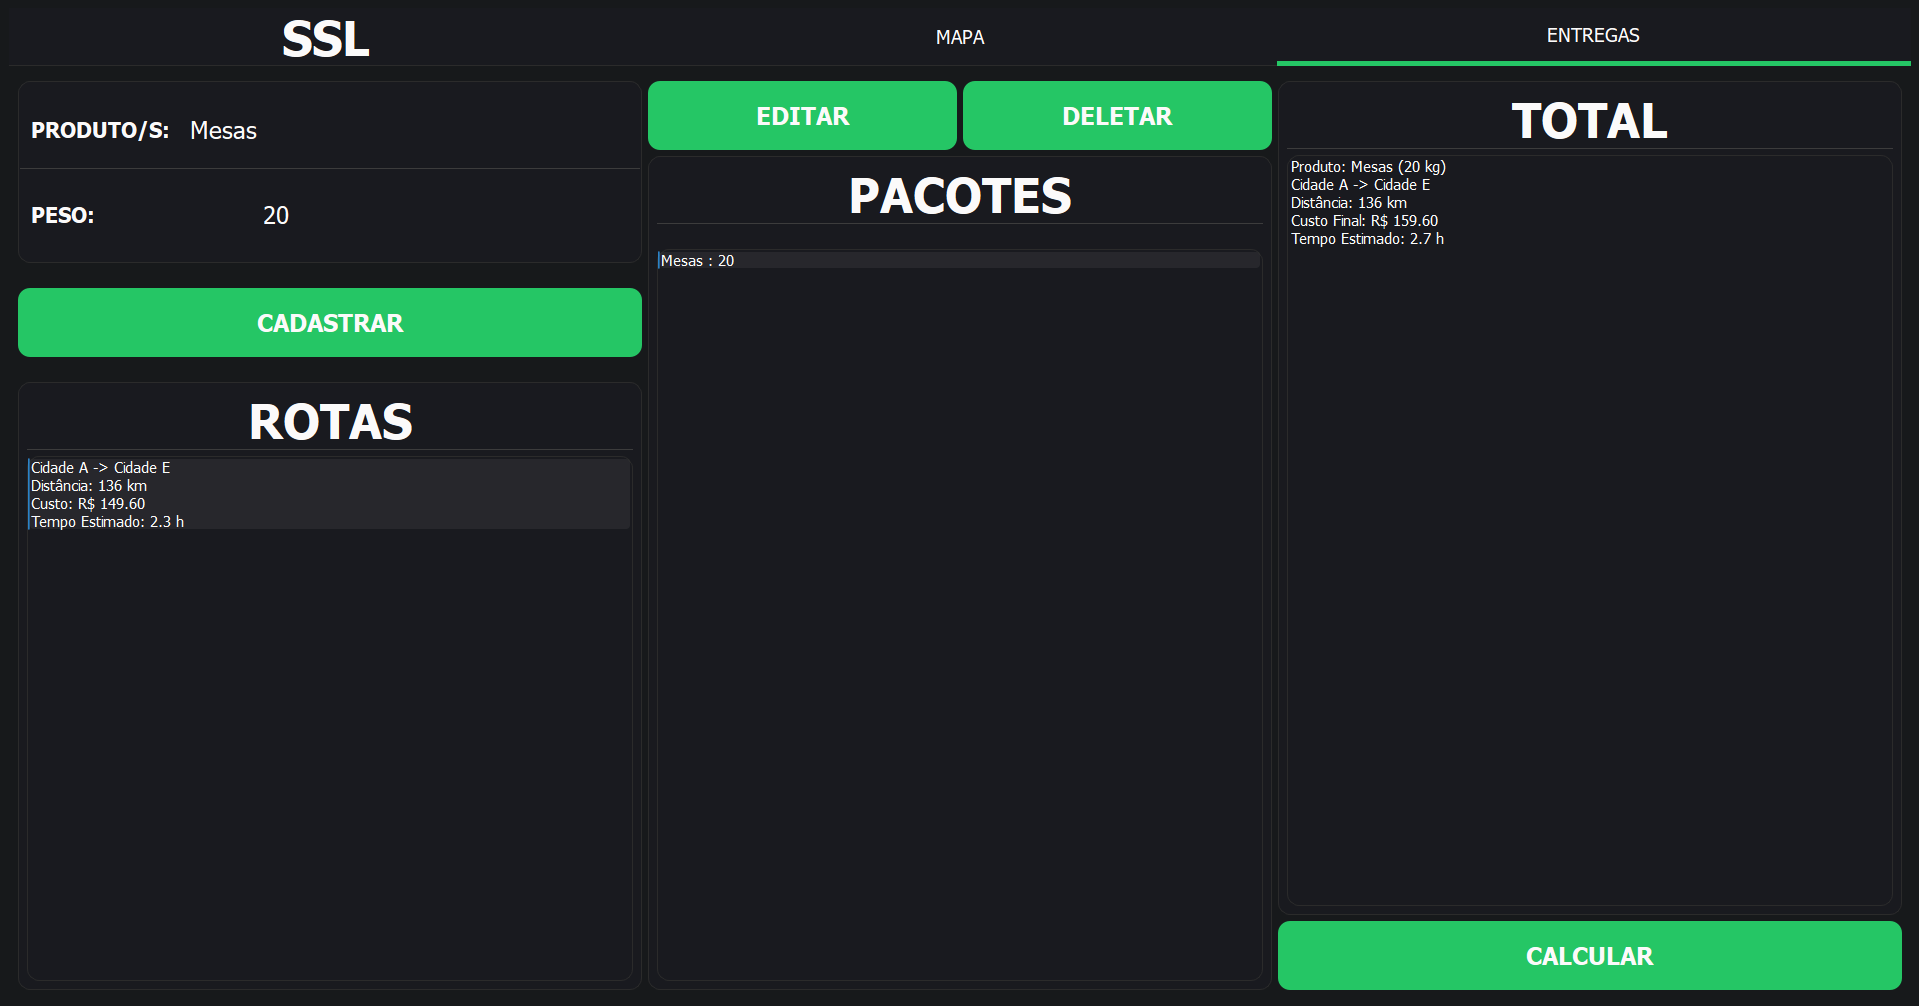 SSL
MAPA
ENTREGAS
PRODUTO/S: Mesas
PESO: 20
CADASTRAR
ROTAS
Cidade A -> Cidade E
Distância: 136 km
Custo: R$ 149.60
Tempo Estimado: 2.3 h
EDITAR
DELETAR
PACOTES
Mesas : 20
TOTAL
Produto: Mesas (20 kg)
Cidade A -> Cidade E
Distância: 136 km
Custo Final: R$ 159.60
Tempo Estimado: 2.7 h
CALCULAR